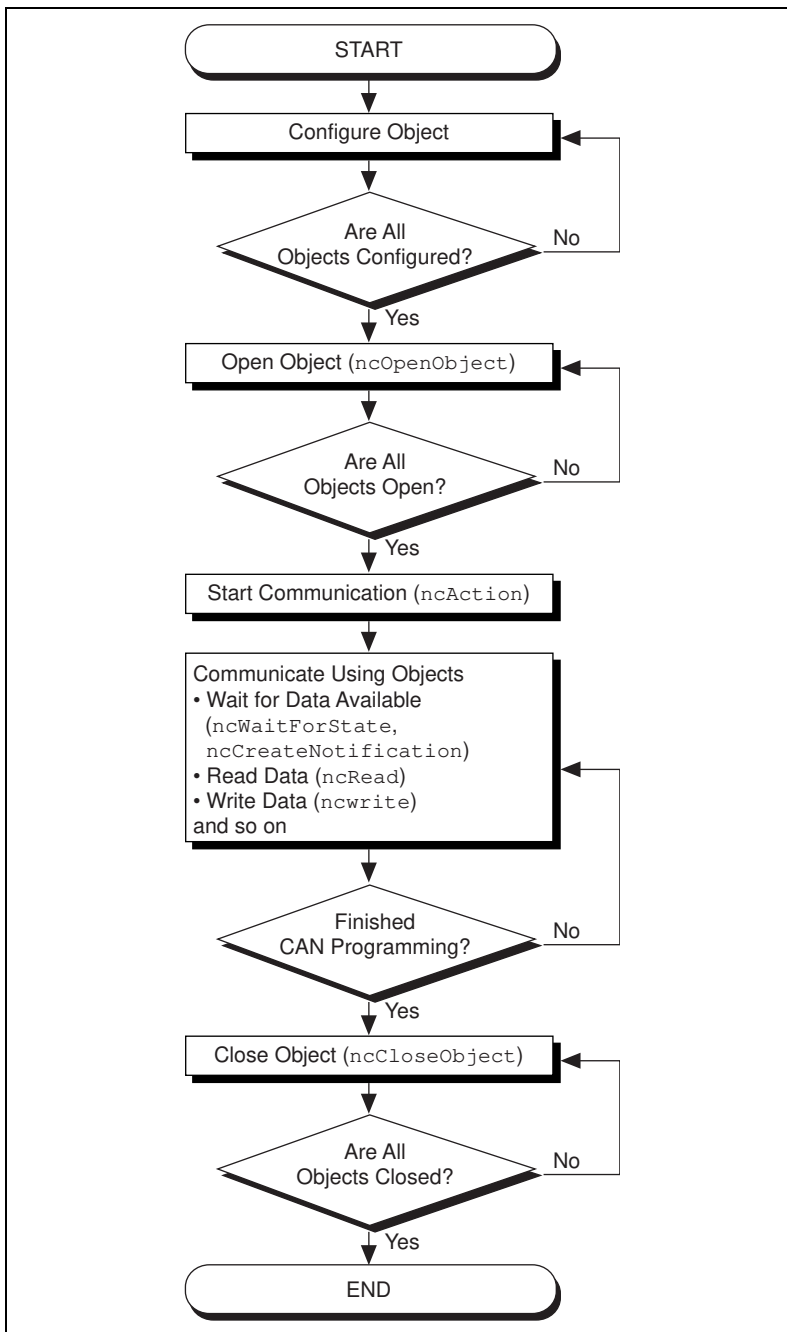 START
Configure Object
Are All
Objects Configured?
No
Yes
Open Object (ncOpenObject)
Are All
Objects Open?
No
Yes
Start Communication (ncAction)
Communicate Using Objects
• Wait for Data Available
(ncWaitForState,
ncCreateNotification)
• Read Data (ncRead)
• Write Data (ncwrite)
and so on
Finished
CAN Programming?
No
Yes
Close Object (ncCloseObject)
Are All
Objects Closed?
No
Yes
END